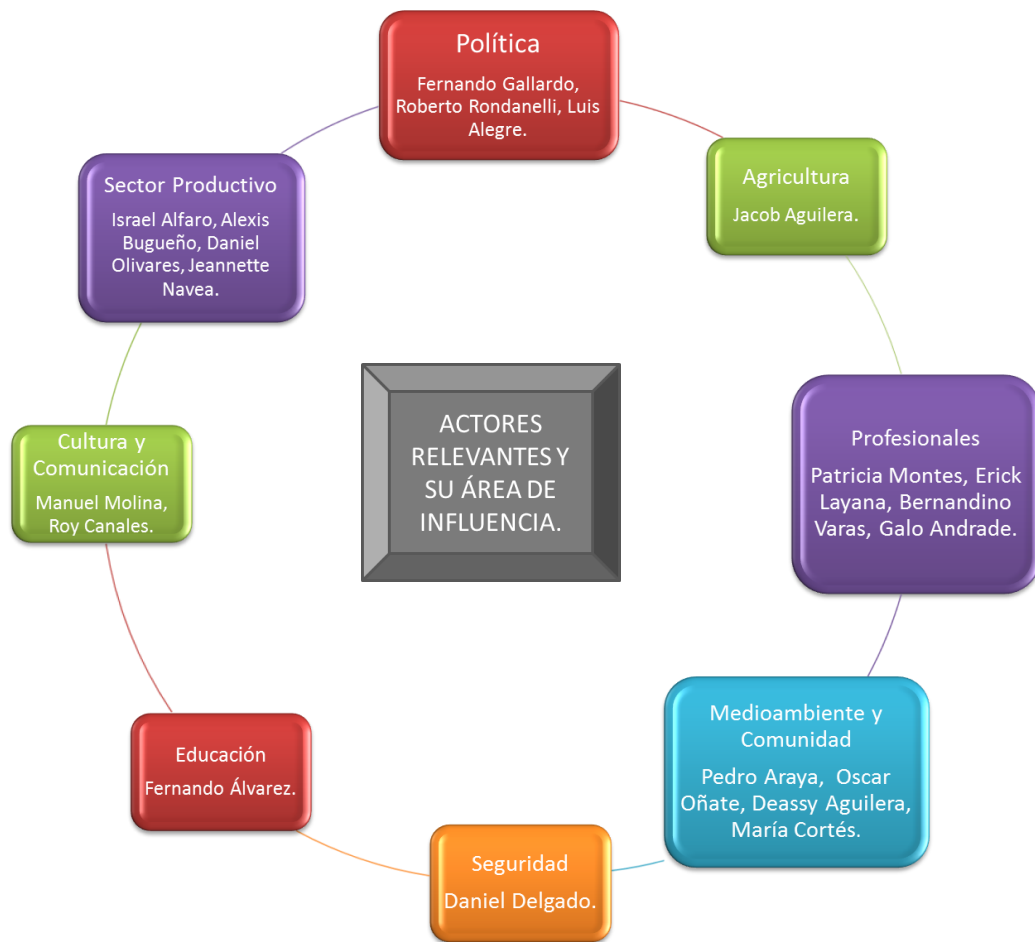 Política
Fernando Gallardo,
Roberto Rondanelli, Luis
Alegre.
Agricultura
Jacob Aguilera.
Profesionales
Patricia Montes, Erick
Layana, Bernandino
Varas, Galo Andrade.
Medioambiente y
Comunidad
Pedro Araya, Oscar
Oñate, Deassy Aguilera,
María Cortés.
Seguridad
Daniel Delgado.
Educación
Fernando Álvarez.
Cultura y
Comunicación
Manuel Molina,
Roy Canales.
Sector Productivo
Israel Alfaro, Alexis
Bugueño, Daniel
Olivares, Jeannette
Navea.
ACTORES
RELEVANTES Y
SU ÁREA DE
INFLUENCIA.